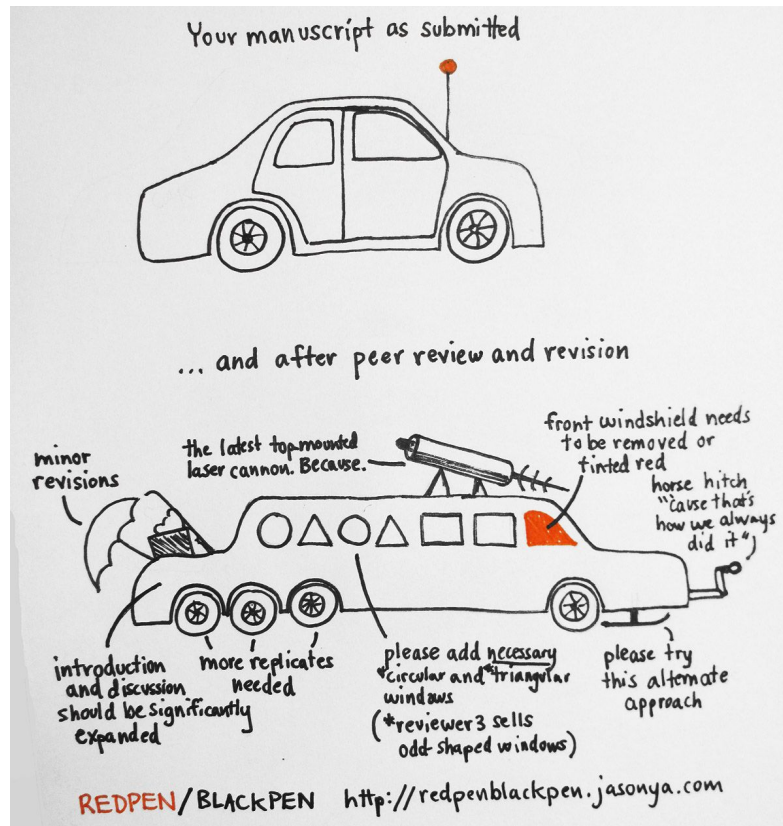 Your manuscript as submitted
... and after peer review and revision
minor
revisions
the latest top mounted
laser cannon. Because.
front windshield needs
to be removed or
tinted red
horse hitch
"cause that's
how we always
did it"
introduction
and discussion
should be significantly
expanded
more replicates
needed
please add necessary
*circular and *triangular
windows
(*reviewer 3 sells
odd shaped windows)
please try
this alternate
approach
REDPEN/BLACKPEN http://redpenblackpen.jasonya.com